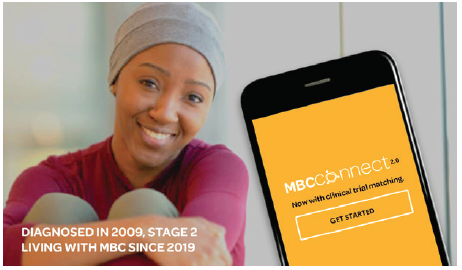 DIAGNOSED IN 2009, STAGE 2
LIVING WITH MBC SINCE 2019
MBCConnect 2.0
Now with clinical trial matching.
GET STARTED